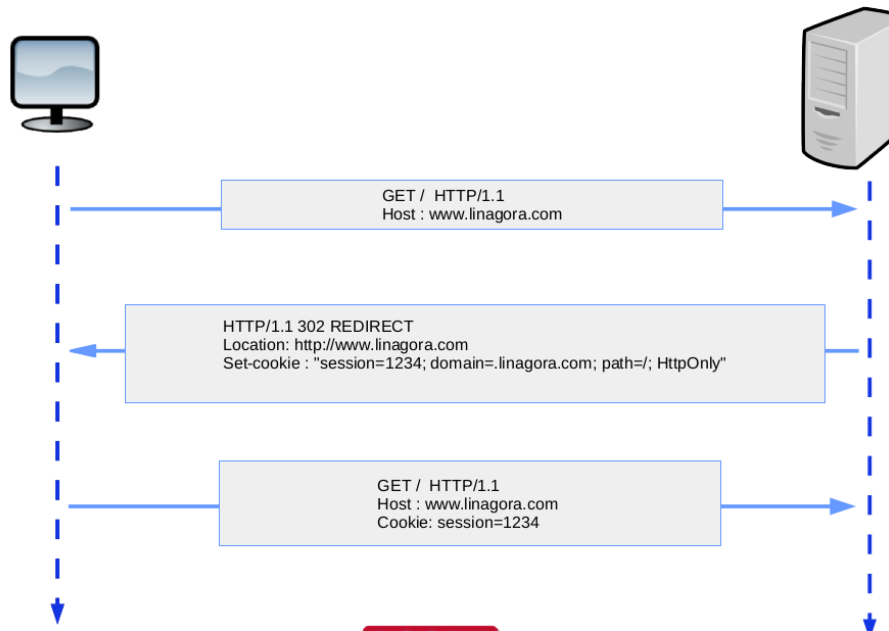 GET / HTTP/1.1
Host : www.linagora.com
HTTP/1.1 302 REDIRECT
Location: http://www.linagora.com
Set-cookie : "session=1234; domain=.linagora.com; path=/; HttpOnly"
GET / HTTP/1.1
Host : www.linagora.com
Cookie: session=1234